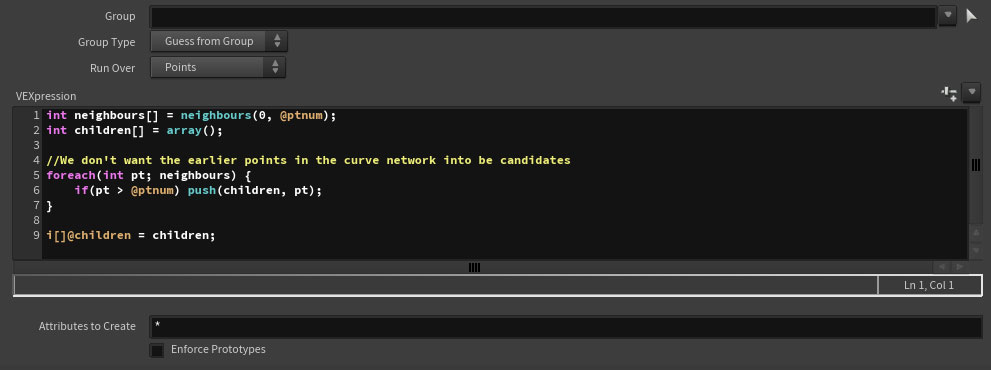 Group
Group Type Guess from Group
Run Over Points
VEXpression
1 int neighbours[] = neighbours(0, @ptnum);
2 int children[] = array();
3
4 //We don't want the earlier points in the curve network into be candidates
5 foreach(int pt; neighbours) {
6     if(pt > @ptnum) push(children, pt);
7 }
8
9 i[]@children = children;
Ln 1, Col 1
Attributes to Create *
Enforce Prototypes